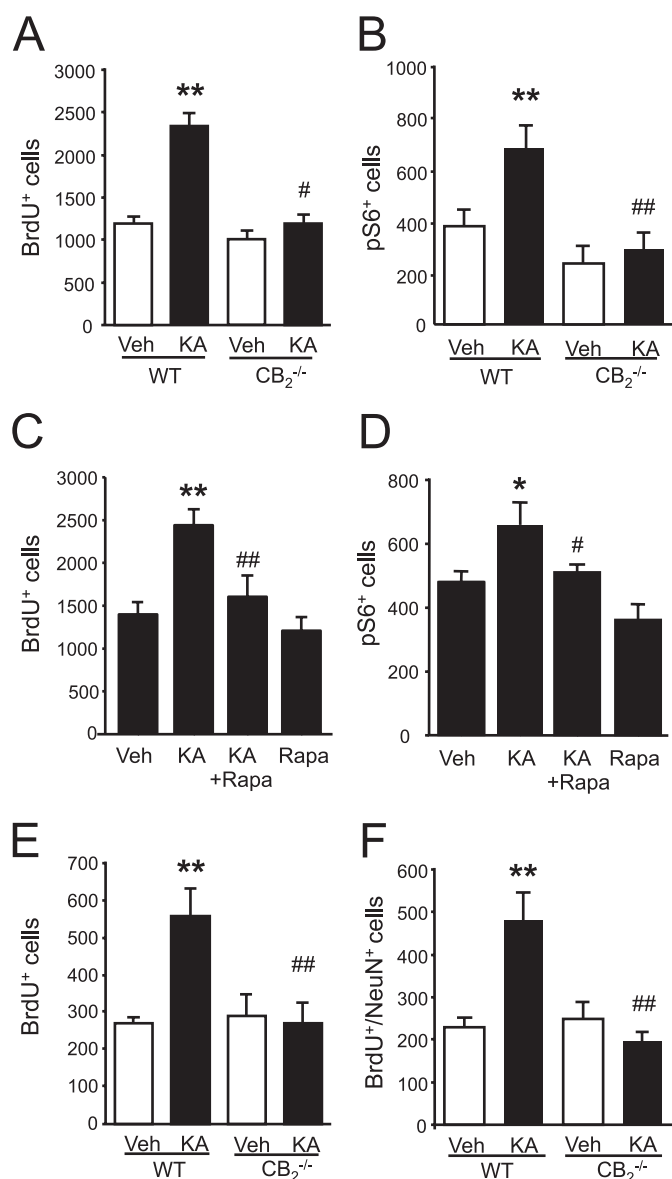 A
BrdU⁺ cells
3000
2500
2000
1500
1000
500
0
**
#
Veh KA Veh KA
WT CB₂⁻/⁻
B
pS6⁺ cells
1000
800
600
400
200
0
**
##
Veh KA Veh KA
WT CB₂⁻/⁻
C
BrdU⁺ cells
3000
2500
2000
1500
1000
500
0
**
##
Veh KA KA Rapa
+Rapa
D
pS6⁺ cells
800
600
400
200
0
*
#
Veh KA KA Rapa
+Rapa
E
BrdU⁺ cells
700
600
500
400
300
200
100
0
**
##
Veh KA Veh KA
WT CB₂⁻/⁻
F
BrdU⁺/NeuN⁺ cells
600
500
400
300
200
100
0
**
##
Veh KA Veh KA
WT CB₂⁻/⁻